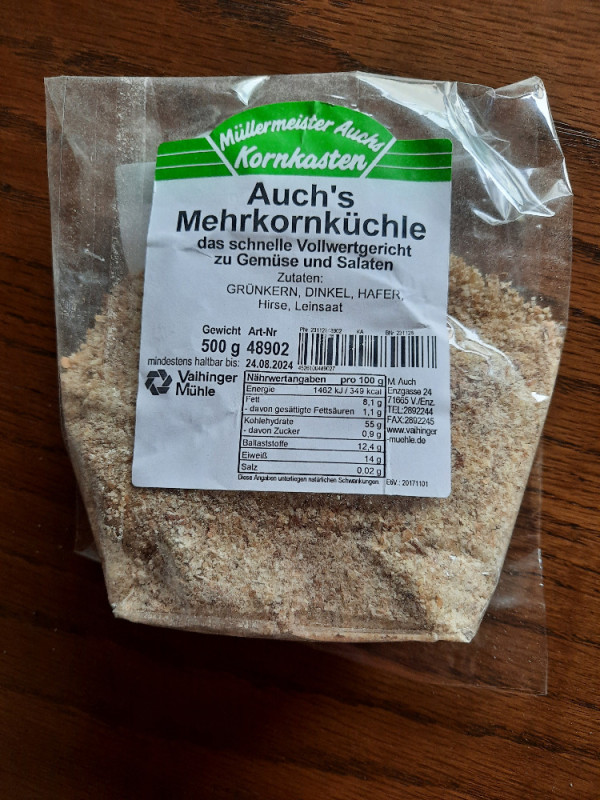 Müllermeister Auchs
Kornkasten
Auch's
Mehrkornküchle
das schnelle Vollwertgericht
zu Gemüse und Salaten
Zutaten:
GRÜNKERN, DINKEL, HAFER,
Hirse, Leinsaat
Gewicht Art-Nr
500 g 48902
mindestens haltbar bis: 24.08.2024
Vaihinger
Mühle
Nährwertangaben pro 100 g
Energie 1462 kJ / 349 kcal
Fett 8,1 g
- davon gesättigte Fettsäuren 1,1 g
Kohlehydrate 55 g
- davon Zucker 0,9 g
Ballaststoffe 12,4 g
Eiweiß 14 g
Salz 0,02 g
Diese Angaben unterliegen natürlichen Schwankungen.
M. Auch
Enzgasse 24
71665 V./Enz.
TEL:2892244
FAX:2892245
www.vaihinger
-muehle.de
EtiV.: 20171101